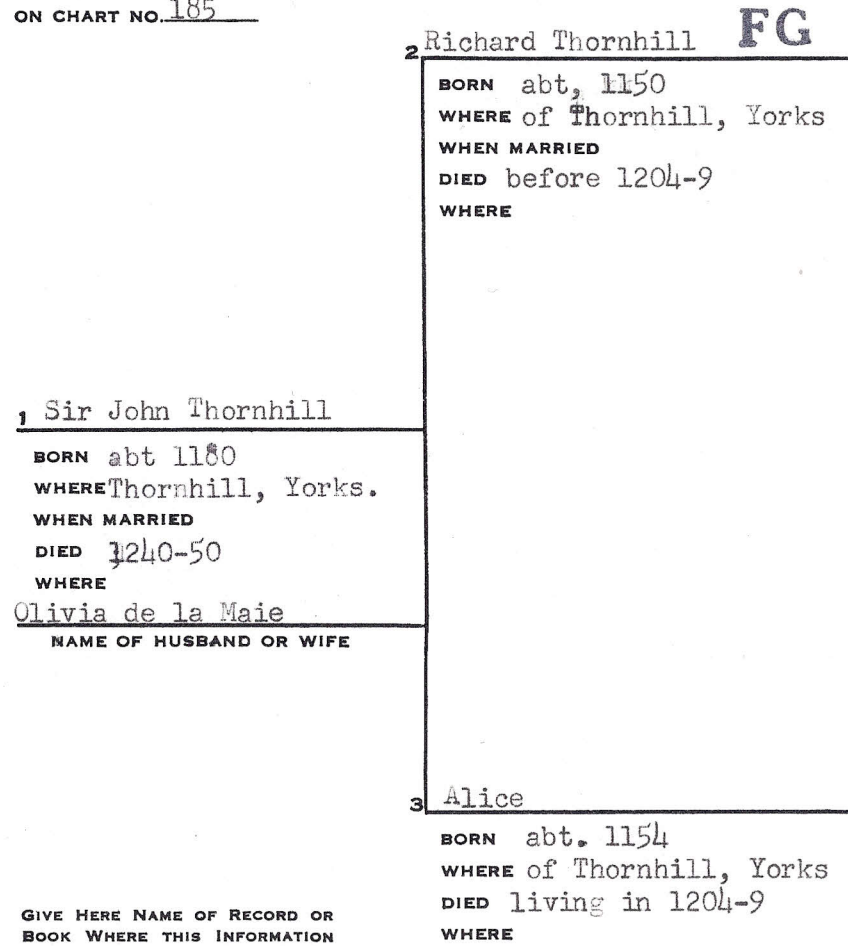 ON CHART NO. 185
2 Richard Thornhill FG
BORN abt, 1150
WHERE of Thornhill, Yorks
WHEN MARRIED
DIED before 1204-9
WHERE
1 Sir John Thornhill
BORN abt 1180
WHERE Thornhill, Yorks.
WHEN MARRIED
DIED 1240-50
WHERE
Olivia de la Maie
NAME OF HUSBAND OR WIFE
3 Alice
BORN abt. 1154
WHERE of Thornhill, Yorks
DIED living in 1204-9
WHERE
GIVE HERE NAME OF RECORD OR
BOOK WHERE THIS INFORMATION